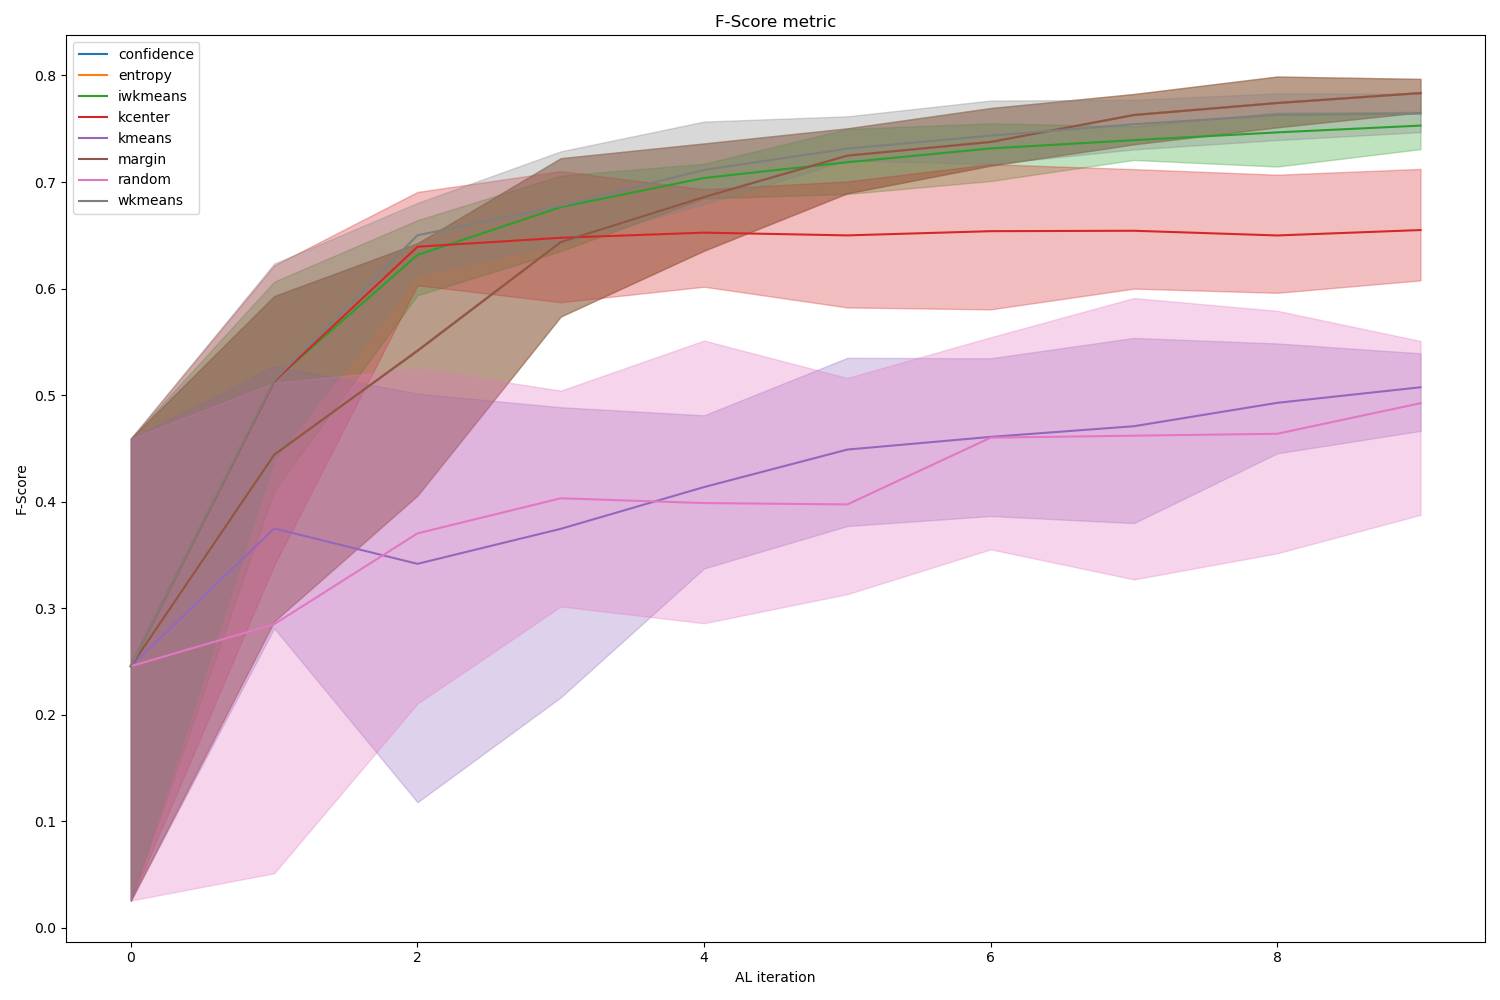 F-Score metric
confidence
entropy
iwkmeans
kcenter
kmeans
margin
random
wkmeans
F-Score
0.8
0.7
0.6
0.5
0.4
0.3
0.2
0.1
0.0
0 2 4 6 8
AL iteration